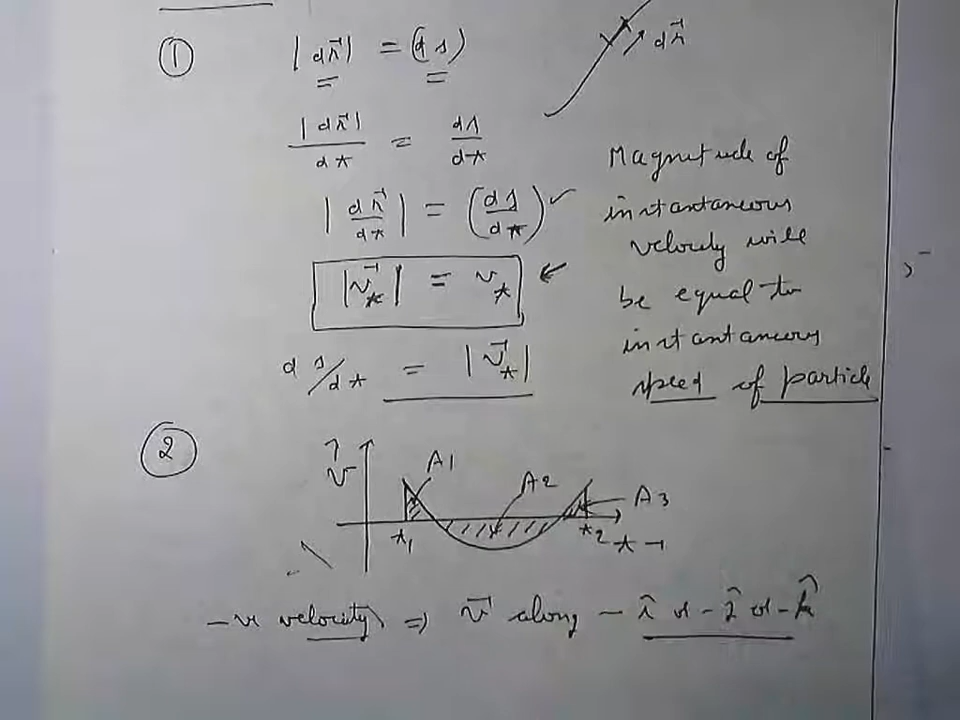 1 |dr⃗| = (ds)
dr⃗
|dr⃗|/dt = ds/dt
|dr⃗/dt| = (ds/dt) ✓
|v⃗t| = vt
ds/dt = |v⃗t|
Magnitude of
instantaneous
velocity will
be equal to
instantaneous
speed of particle
2
v⃗ A1 A2 A3
t1 t2 t →
-ve velocity ⇒ v⃗ along - î or - ĵ or - k̂